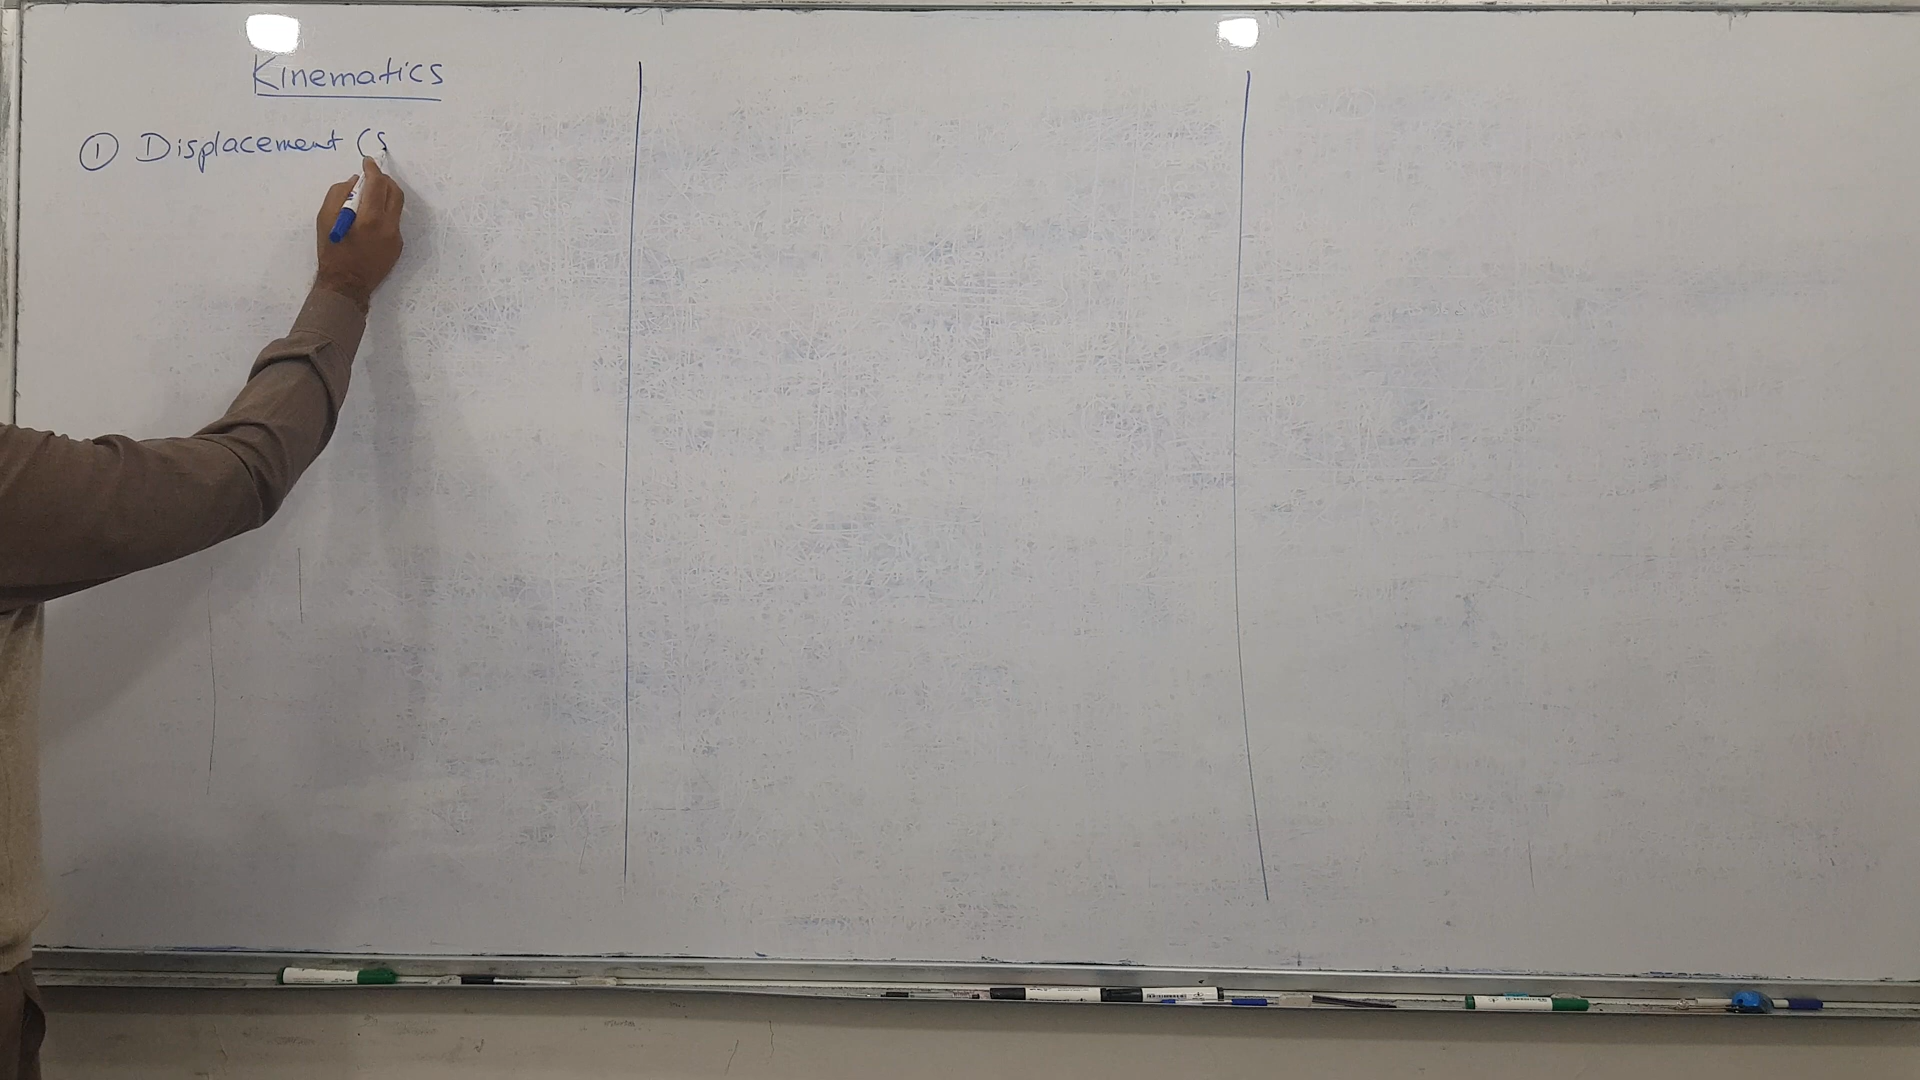 Kinematics
① Displacement (s